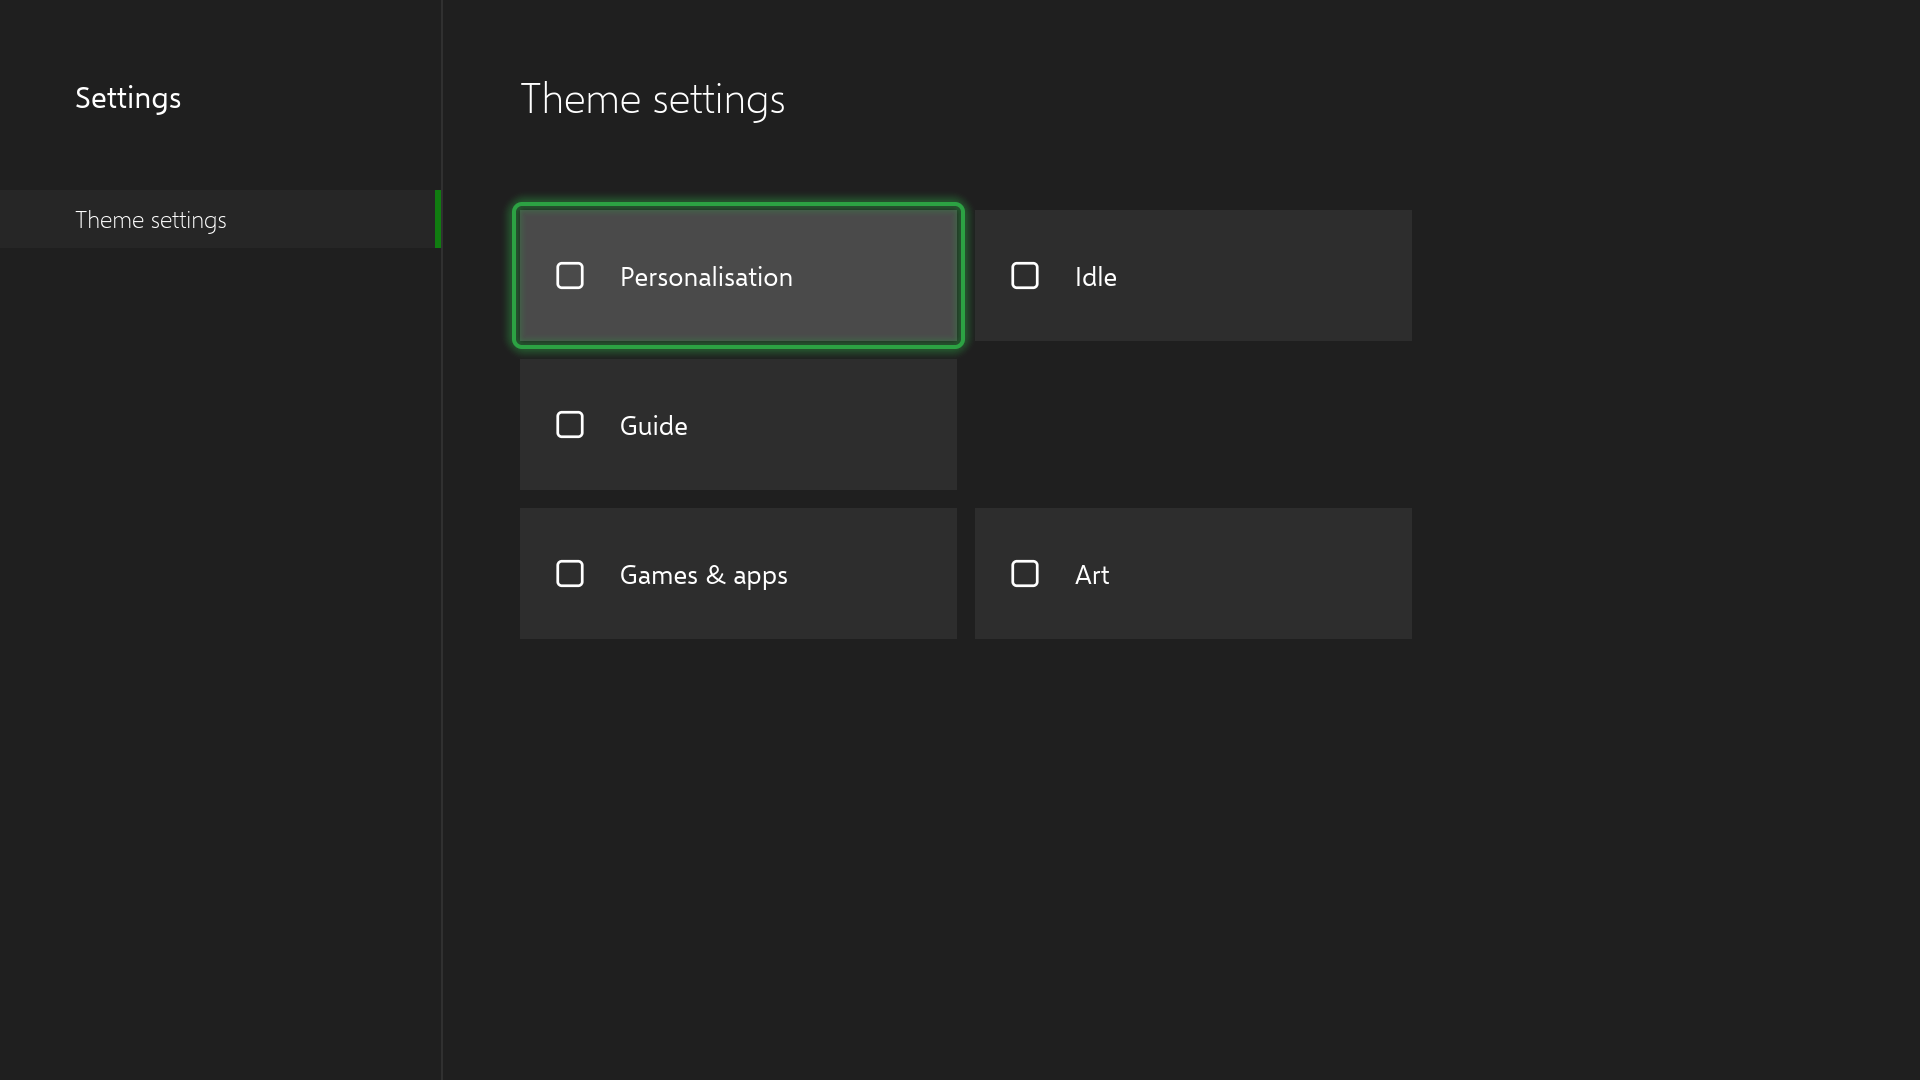 Settings
Theme settings
Theme settings
Personalisation
Idle
Guide
Games & apps
Art